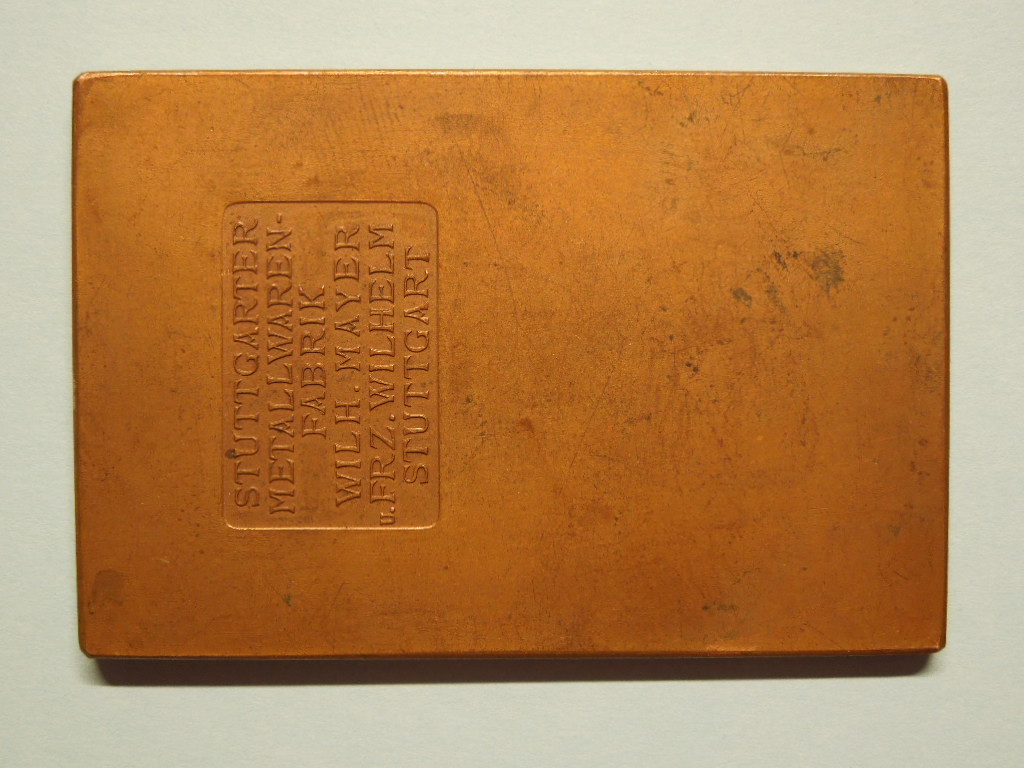 STUTTGARTER
METALLWAREN-
FABRIK
WILH. MAYER
u. FRZ. WILHELM
STUTTGART